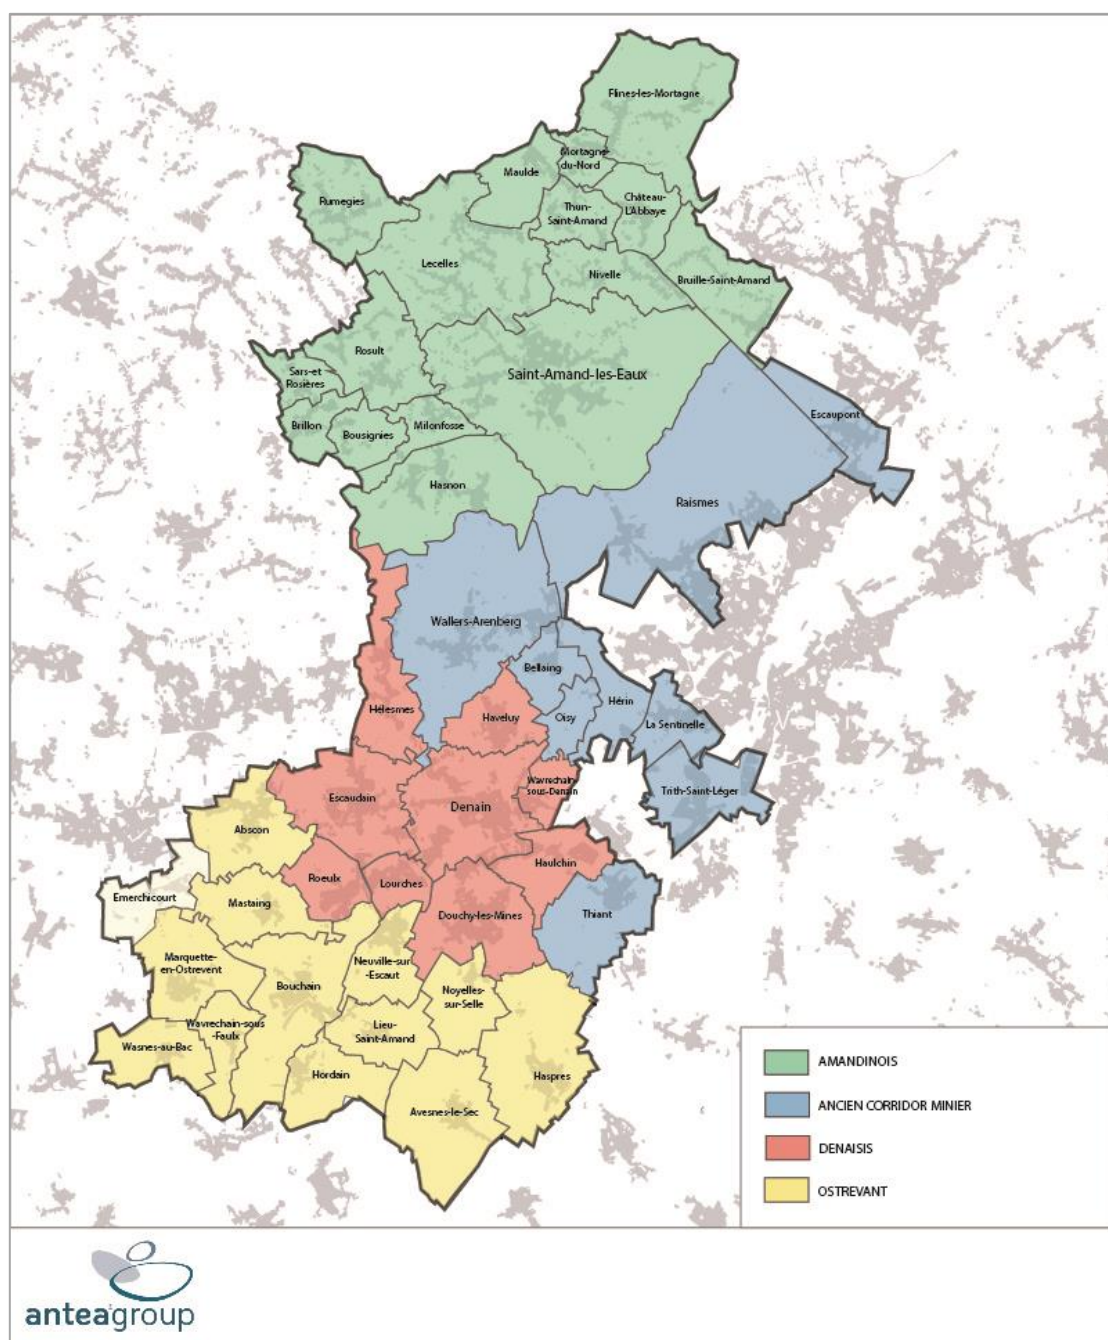 Flines-les-Mortagne
Mortagne-
du-Nord
Maulde
Château-
L'Abbaye
Rumegies
Thun-
Saint-Amand
Lecelles
Nivelle
Bruille-Saint-Amand
Rosult
Sars-et
Rosières
Saint-Amand-les-Eaux
Escaupont
Brillon
Bousignies
Milonfosse
Hasnon
Raismes
Wallers-Arenberg
Bellaing
Hélesmes
Haveluy
Oisy
Hérin
La Sentinelle
Wavrechain
-sous-Denain
Trith-Saint-Léger
Escaudain
Denain
Abscon
Haulchin
Roeulx
Lourches
Emerchicourt
Mastaing
Douchy-les-Mines
Thiant
Marquette-
en-Ostrevent
Neuville-sur
-Escaut
Bouchain
Noyelles-
sur-Selle
Wavrechain-sous
-Faulx
Lieu-
Saint-Amand
Wasnes-au-Bac
Hordain
Haspres
Avesnes-le-Sec
AMANDINOIS
ANCIEN CORRIDOR MINIER
DENAISIS
OSTREVANT
anteagroup